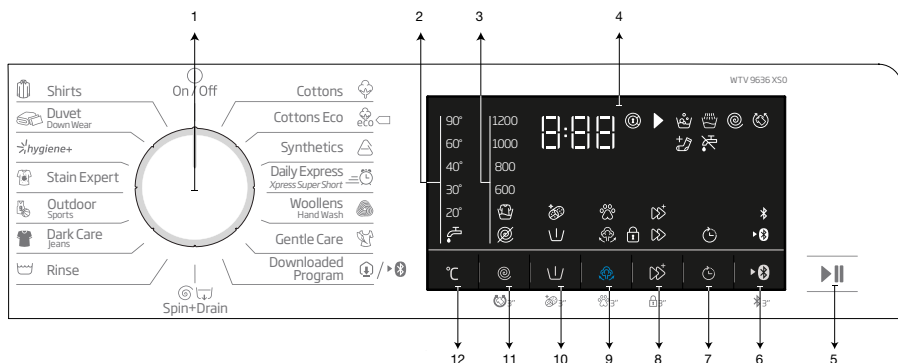 1
2
3
4
WTV 9636 XS0
On / Off
Shirts
Duvet
Down Wear
hygiene+
Stain Expert
Outdoor
Sports
Dark Care
Jeans
Rinse
Spin+Drain
Cottons
Cottons Eco
eco
Synthetics
Daily Express
Xpress Super Short
Woollens
Hand Wash
Gentle Care
Downloaded
Program
/
90°
60°
40°
30°
20°
1200
1000
800
600
8:88
°C
3"
3"
3"
3"
3"
12
11
10
9
8
7
6
5